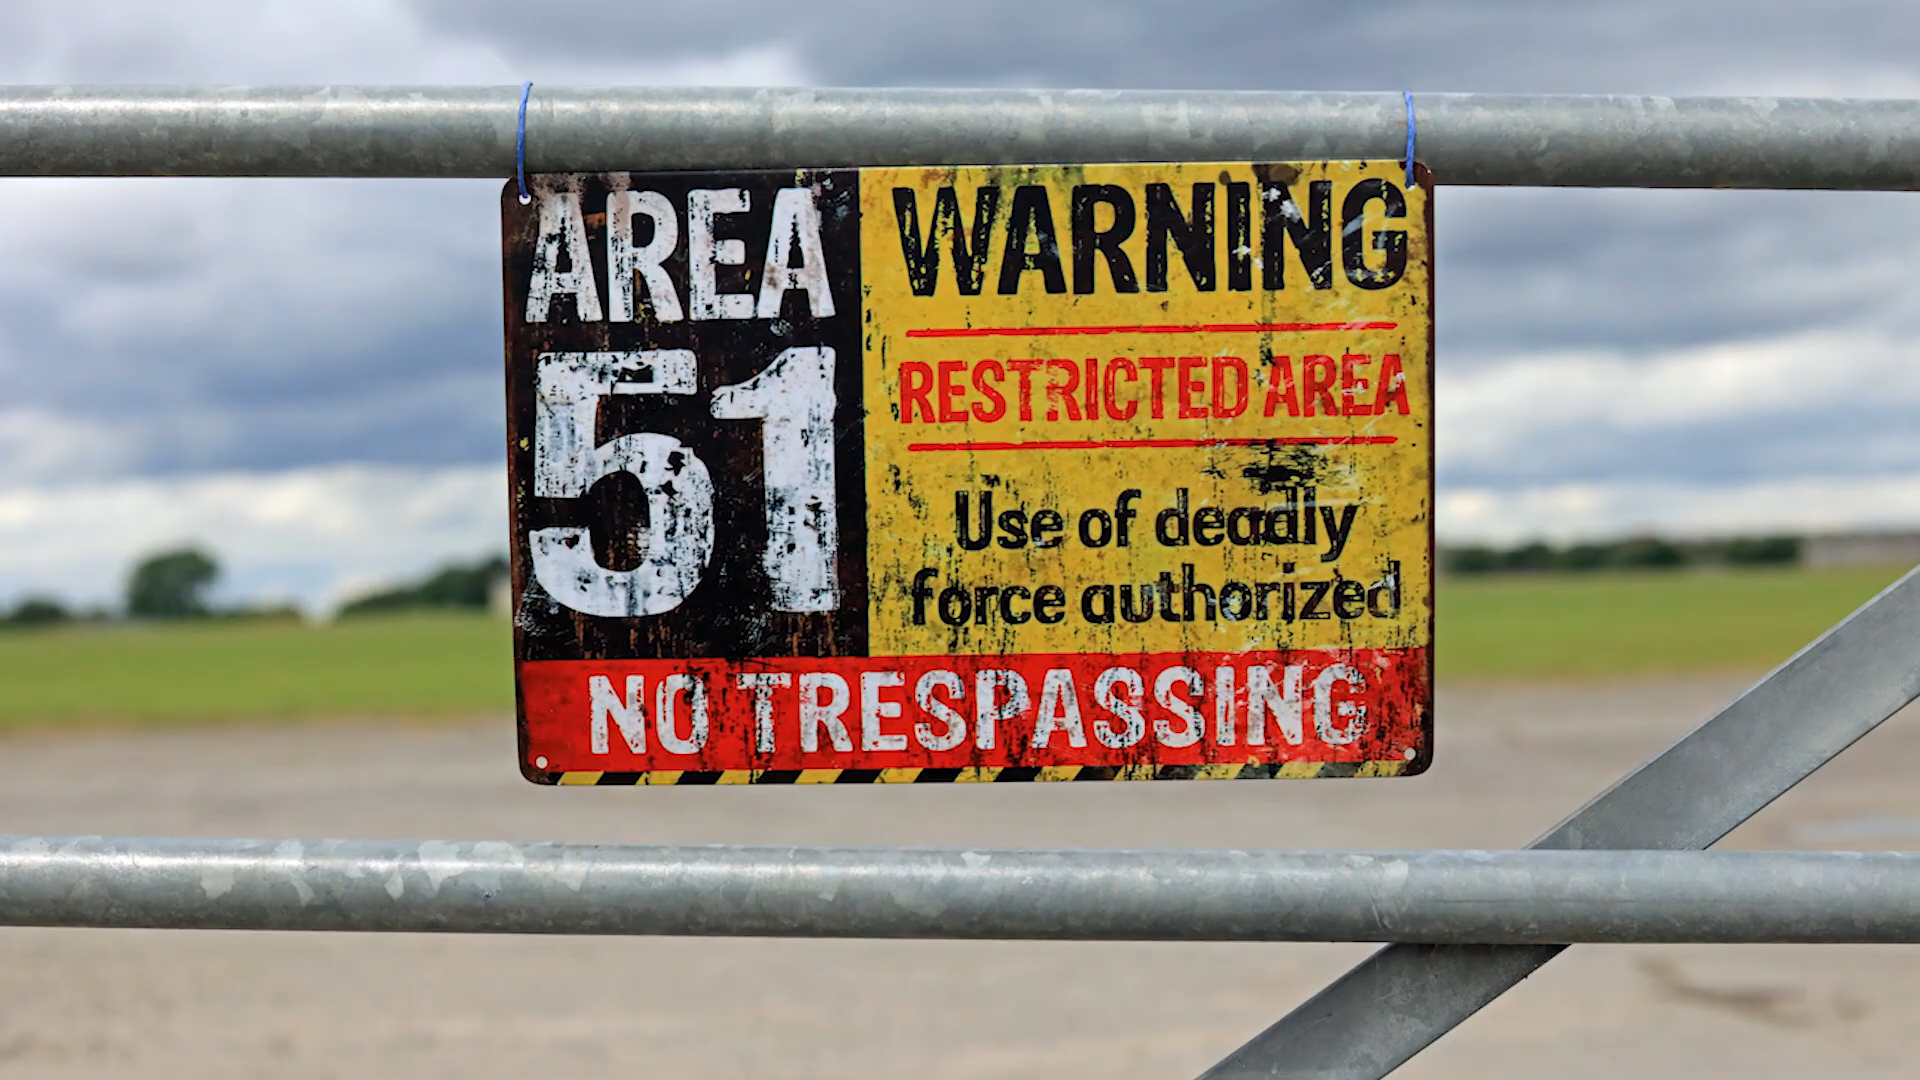 AREA
51
WARNING
RESTRICTED AREA
Use of deadly
force authorized
NO TRESPASSING